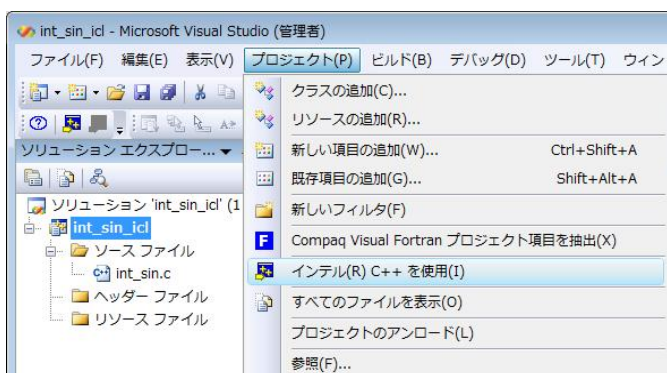 int_sin_icl - Microsoft Visual Studio (管理者)
ファイル(F) 編集(E) 表示(V) プロジェクト(P) ビルド(B) デバッグ(D) ツール(T) ウィン
クラスの追加(C)...
リソースの追加(R)...
新しい項目の追加(W)... Ctrl+Shift+A
既存項目の追加(G)... Shift+Alt+A
新しいフィルタ(F)
Compaq Visual Fortran プロジェクト項目を抽出(X)
インテル(R) C++ を使用(I)
すべてのファイルを表示(O)
プロジェクトのアンロード(L)
参照(F)...
ソリューション エクスプロー...
ソリューション 'int_sin_icl' (1
int_sin_icl
ソース ファイル
int_sin.c
ヘッダー ファイル
リソース ファイル